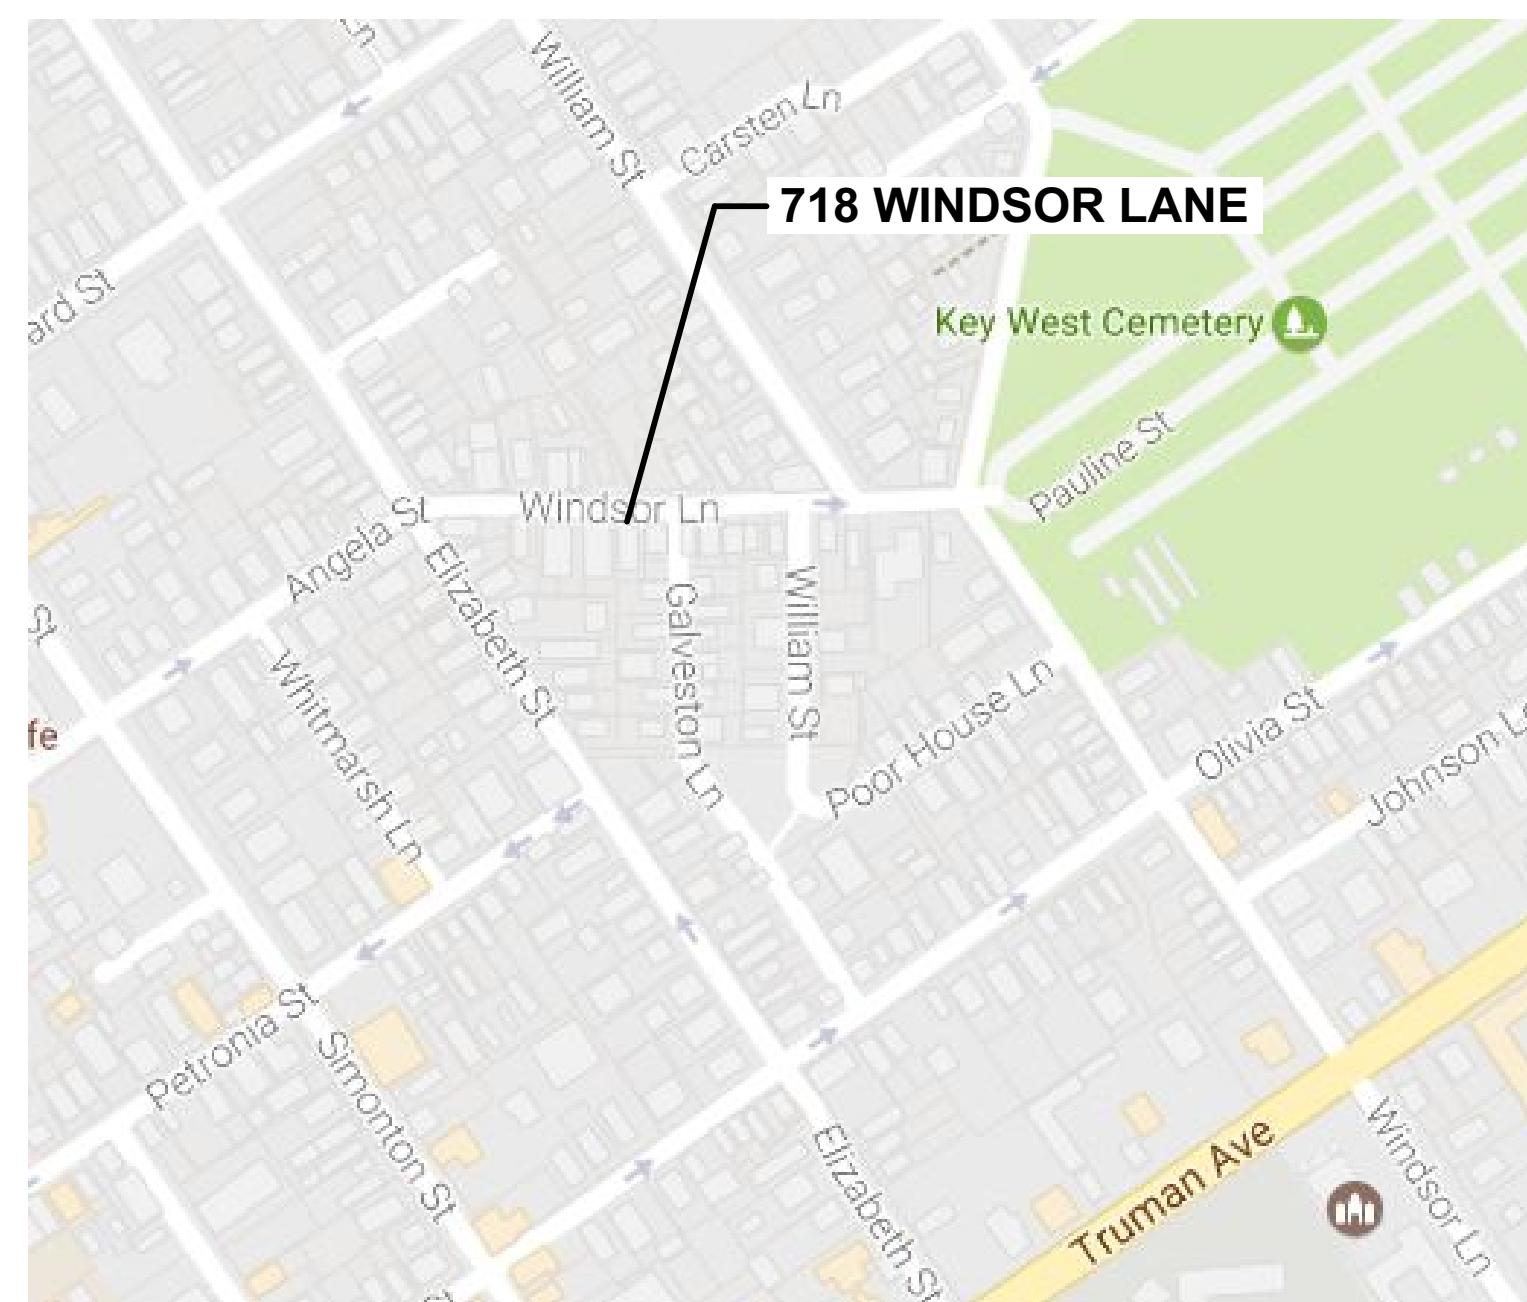 Ln
William St
Carsten Ln
718 WINDSOR LANE
ard St
Key West Cemetery
Pauline St
Windsor Ln
Angela St
Elizabeth St
St
Galveston Ln
William St
Whitmarsh Ln
Poor House Ln
fe
Olivia St
Johnson Ln
Petronia St
Simonton St
Elizabeth St
Truman Ave
Windsor Ln